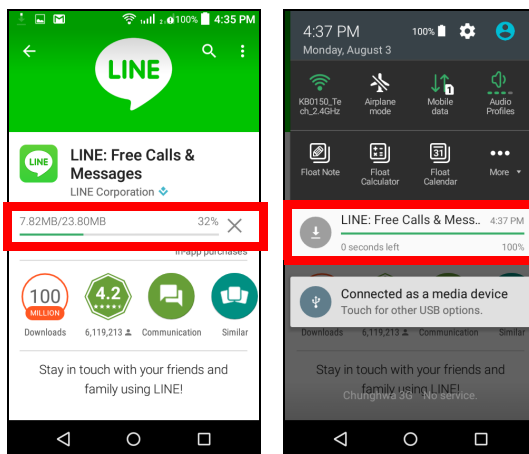 100% 4:35 PM
LINE
LINE
LINE: Free Calls &
Messages
LINE Corporation
7.82MB/23.80MB 32%
In-app purchases
100
MILLION
4.2
Downloads 6,119,213 Communication Similar
Stay in touch with your friends and
family using LINE!
4:37 PM 100%
Monday, August 3
KB0150_Te
ch_2.4GHz
Airplane
mode
Mobile
data
Audio
Profiles
31
Float Note
Float
Calculator
Float
Calendar
More
LINE: Free Calls & Mess.. 4:37 PM
0 seconds left 100%
Connected as a media device
Touch for other USB options.
Downloads 6,119,213 Communication Similar
Stay in touch with your friends and
family using LINE!
Chunghwa 3G No service.